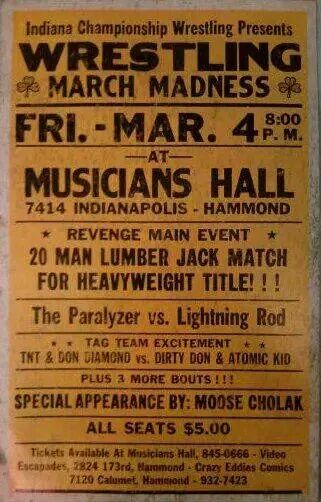 Indiana Championship Wrestling Presents
WRESTLING
MARCH MADNESS
FRI. - MAR. 4 8:00 P. M.
— AT —
MUSICIANS HALL
7414 INDIANAPOLIS - HAMMOND
★ REVENGE MAIN EVENT ★
20 MAN LUMBER JACK MATCH
FOR HEAVYWEIGHT TITLE! ! !
The Paralyzer vs. Lightning Rod
★ ★ TAG TEAM EXCITEMENT ★ ★
TNT & DON DIAMOND vs. DIRTY DON & ATOMIC KID
PLUS 3 MORE BOUTS ! ! !
SPECIAL APPEARANCE BY: MOOSE CHOLAK
ALL SEATS $5.00
Tickets Available At Musicians Hall, 845-0666 - Video
Escapades, 2824 173rd, Hammond - Crazy Eddies Comics
7120 Calumet, Hammond - 932-7423